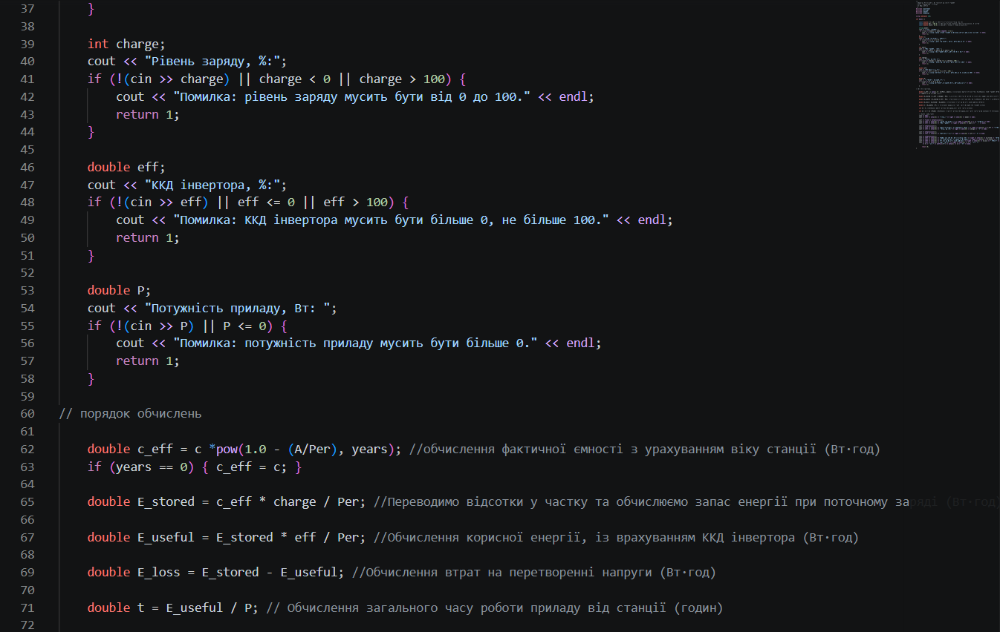 37 }
38
39 int charge;
40 cout << "Рівень заряду, %:";
41 if (!(cin >> charge) || charge < 0 || charge > 100) {
42 cout << "Помилка: рівень заряду мусить бути від 0 до 100." << endl;
43 return 1;
44 }
45
46 double eff;
47 cout << "ККД інвертора, %:";
48 if (!(cin >> eff) || eff <= 0 || eff > 100) {
49 cout << "Помилка: ККД інвертора мусить бути більше 0, не більше 100." << endl;
50 return 1;
51 }
52
53 double P;
54 cout << "Потужність приладу, Вт: ";
55 if (!(cin >> P) || P <= 0) {
56 cout << "Помилка: потужність приладу мусить бути більше 0." << endl;
57 return 1;
58 }
59
60 // порядок обчислень
61
62 double c_eff = c *pow(1.0 - (A/Per), years); //обчислення фактичної ємності з урахуванням віку станції (Вт·год)
63 if (years == 0) { c_eff = c; }
64
65 double E_stored = c_eff * charge / Per; //Переводимо відсотки у частку та обчислюємо запас енергії при поточному заряді (Вт·год)
66
67 double E_useful = E_stored * eff / Per; //Обчислення корисної енергії, із врахуванням ККД інвертора (Вт·год)
68
69 double E_loss = E_stored - E_useful; //Обчислення втрат на перетворенні напруги (Вт·год)
70
71 double t = E_useful / P; // Обчислення загального часу роботи приладу від станції (годин)
72